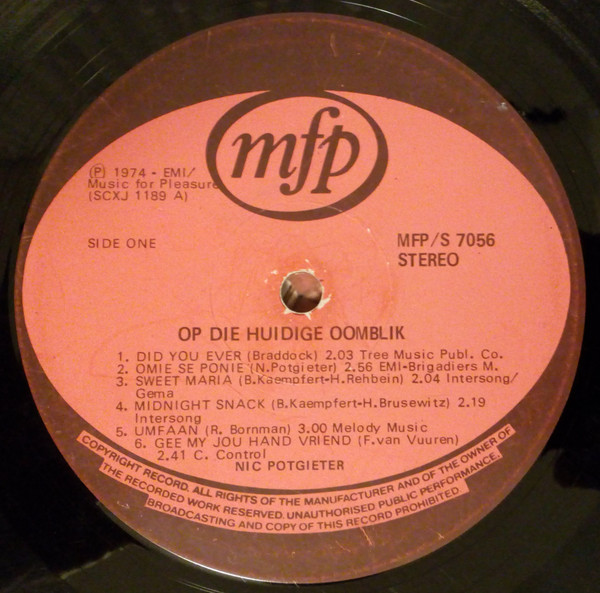 mfp
Ⓟ 1974 - EMI/
Music for Pleasure
(SCXJ 1189 A)
SIDE ONE
MFP/S 7056
STEREO
OP DIE HUIDIGE OOMBLIK
1. DID YOU EVER (Braddock) 2.03 Tree Music Publ. Co.
2. OMIE SE PONIE (N.Potgieter) 2.56 EMI-Brigadiers M.
3. SWEET MARIA (B.Kaempfert-H.Rehbein) 2.04 Intersong/
Gema
4. MIDNIGHT SNACK (B.Kaempfert-H.Brusewitz) 2.19
Intersong
5. UMFAAN (R. Bornman) 3.00 Melody Music
6. GEE MY JOU HAND VRIEND (F.van Vuuren)
2.41 C. Control
NIC POTGIETER
COPYRIGHT RECORD. ALL RIGHTS OF THE MANUFACTURER AND OF THE OWNER OF
THE RECORDED WORK RESERVED. UNAUTHORISED PUBLIC PERFORMANCE,
BROADCASTING AND COPY OF THIS RECORD PROHIBITED.